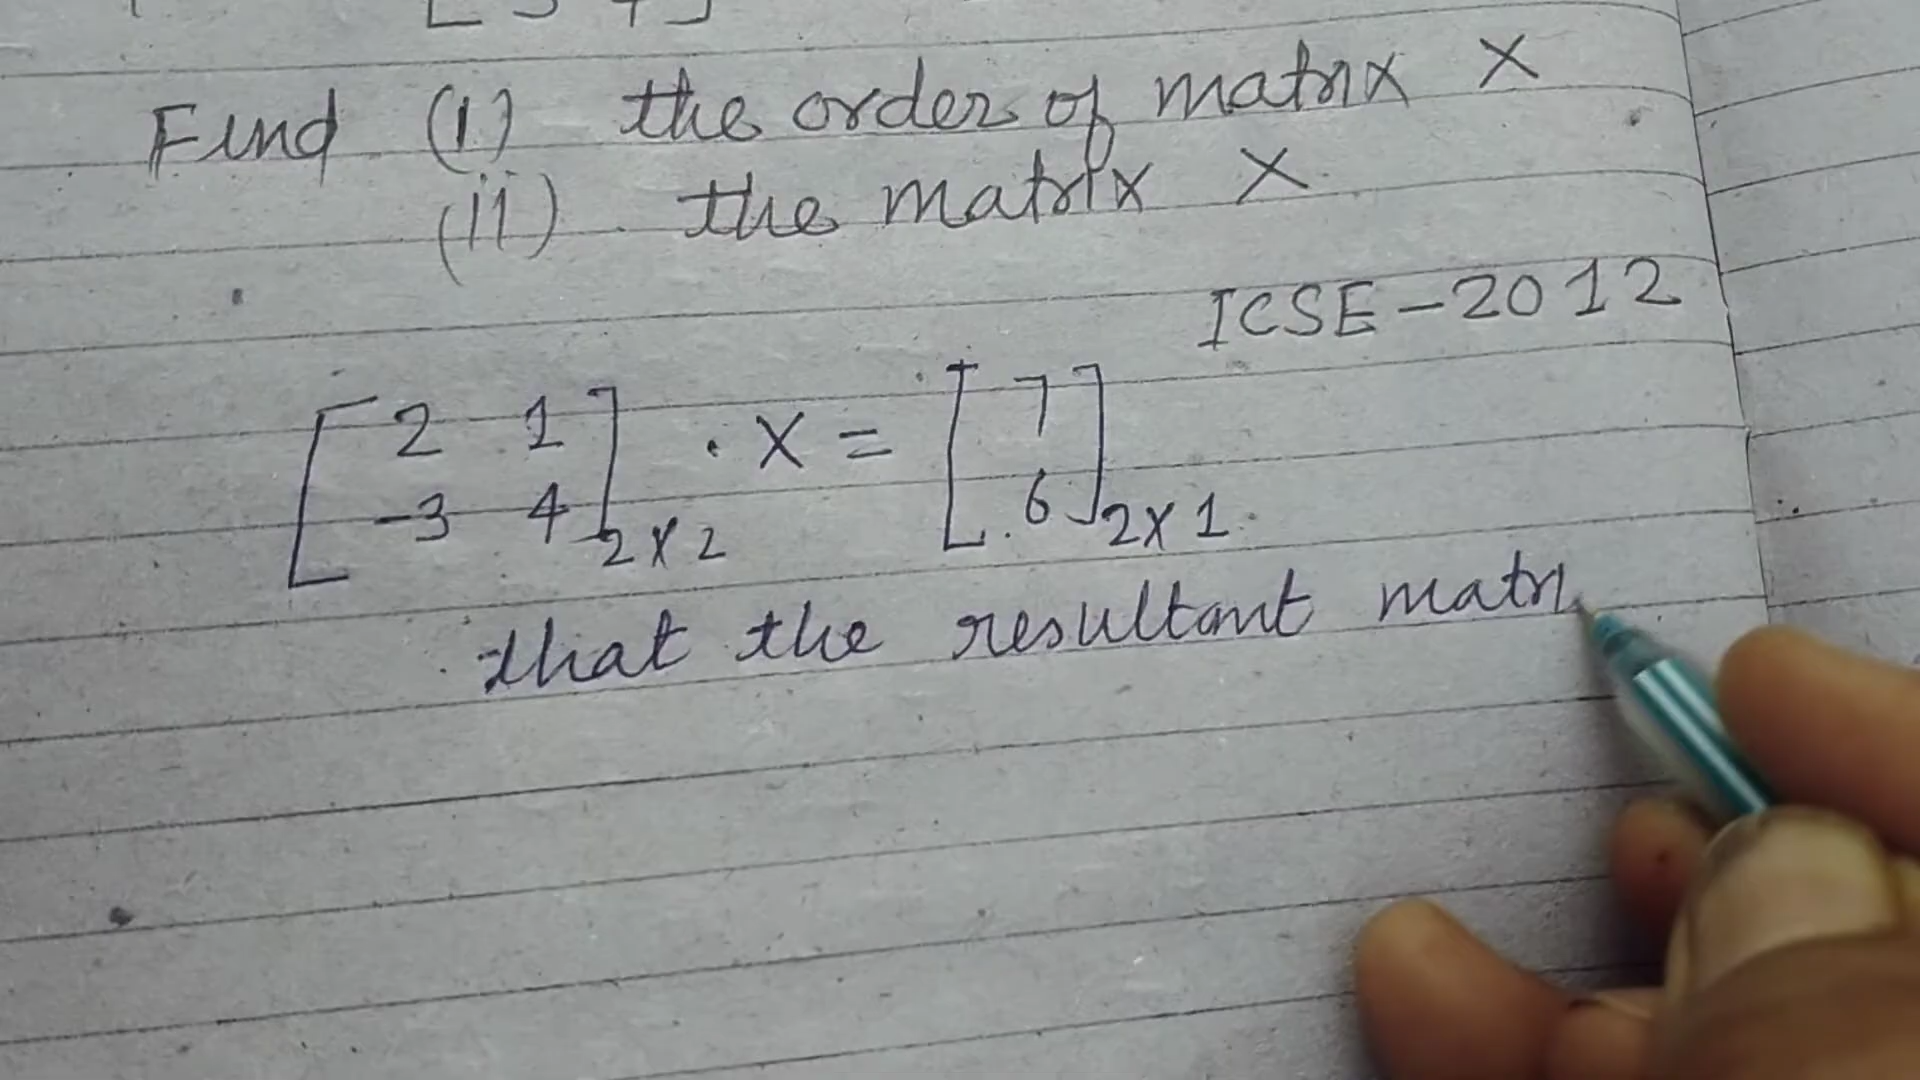 Find (i) the order of matrix X
(ii) the matrix X
ICSE-2012
[ 2 1 ] . X = [ 7 ]
[ -3 4 ]2x2 [ 6 ]2x1
that the resultant matri